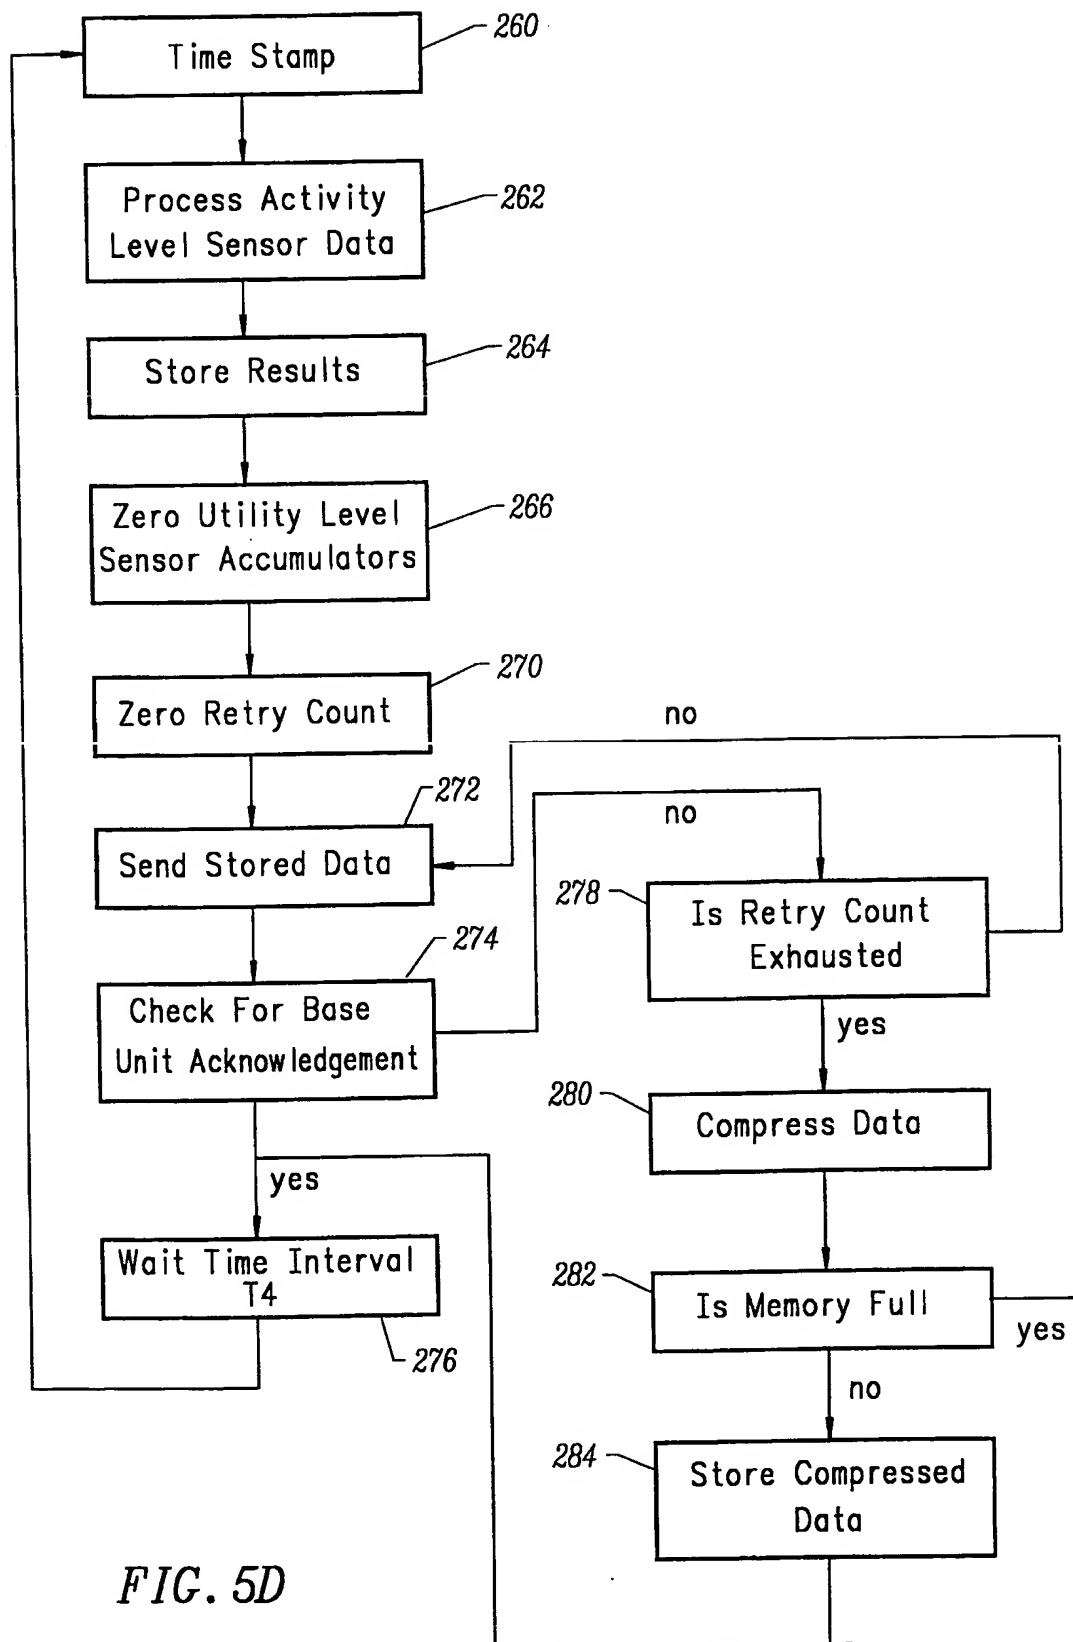 Time Stamp
260
Process Activity
Level Sensor Data
262
Store Results
264
Zero Utility Level
Sensor Accumulators
266
Zero Retry Count
270
no
Send Stored Data
272
no
Check For Base
Unit Acknowledgement
274
278
Is Retry Count
Exhausted
yes
280
Compress Data
yes
Wait Time Interval
T4
276
282
Is Memory Full
yes
no
284
Store Compressed
Data
FIG. 5D